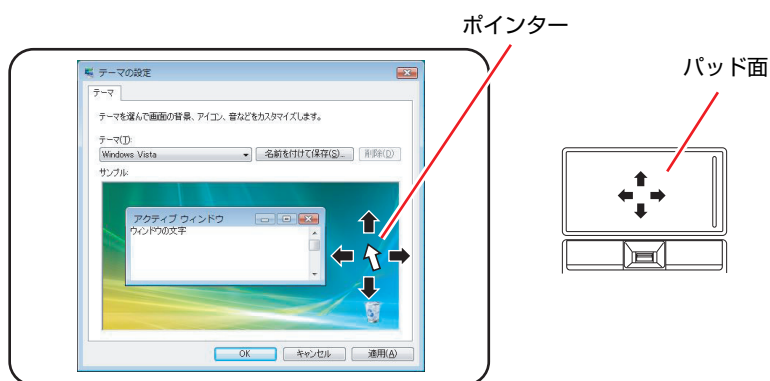 ポインター
パッド面
テーマの設定
テーマ
テーマを選んで画面の背景、アイコン、音などをカスタマイズします。
テーマ(T):
Windows Vista
名前を付けて保存(S)...
削除(D)
サンプル:
アクティブ ウィンドウ
ウィンドウの文字
OK
キャンセル
適用(A)